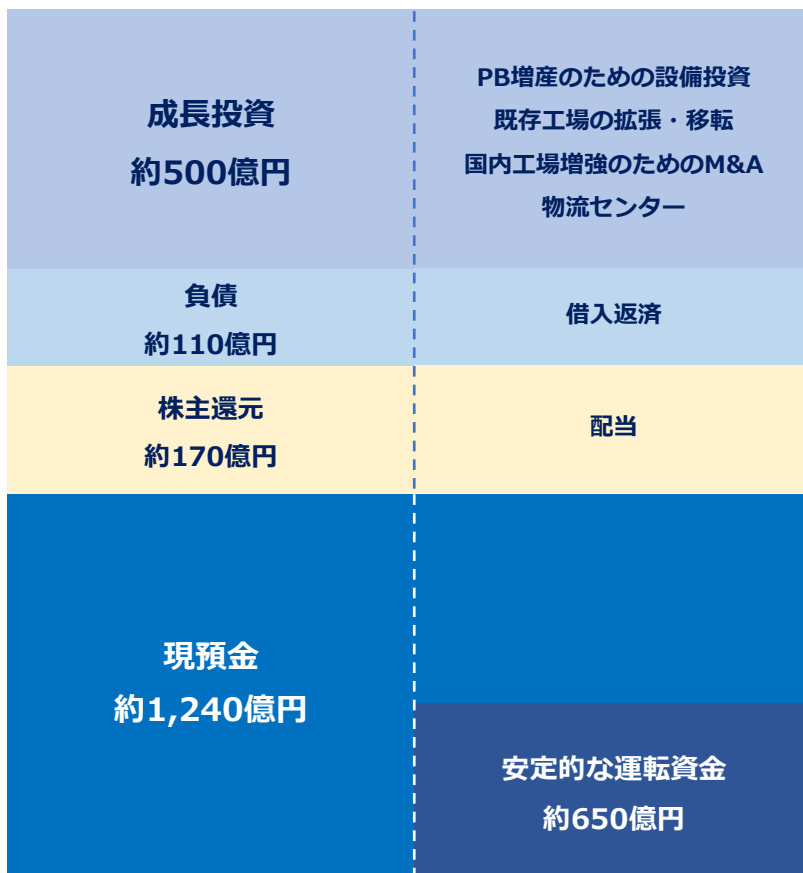 成長投資
約500億円
PB増産のための設備投資
既存工場の拡張・移転
国内工場増強のためのM&A
物流センター
負債
約110億円
借入返済
株主還元
約170億円
配当
現預金
約1,240億円
安定的な運転資金
約650億円